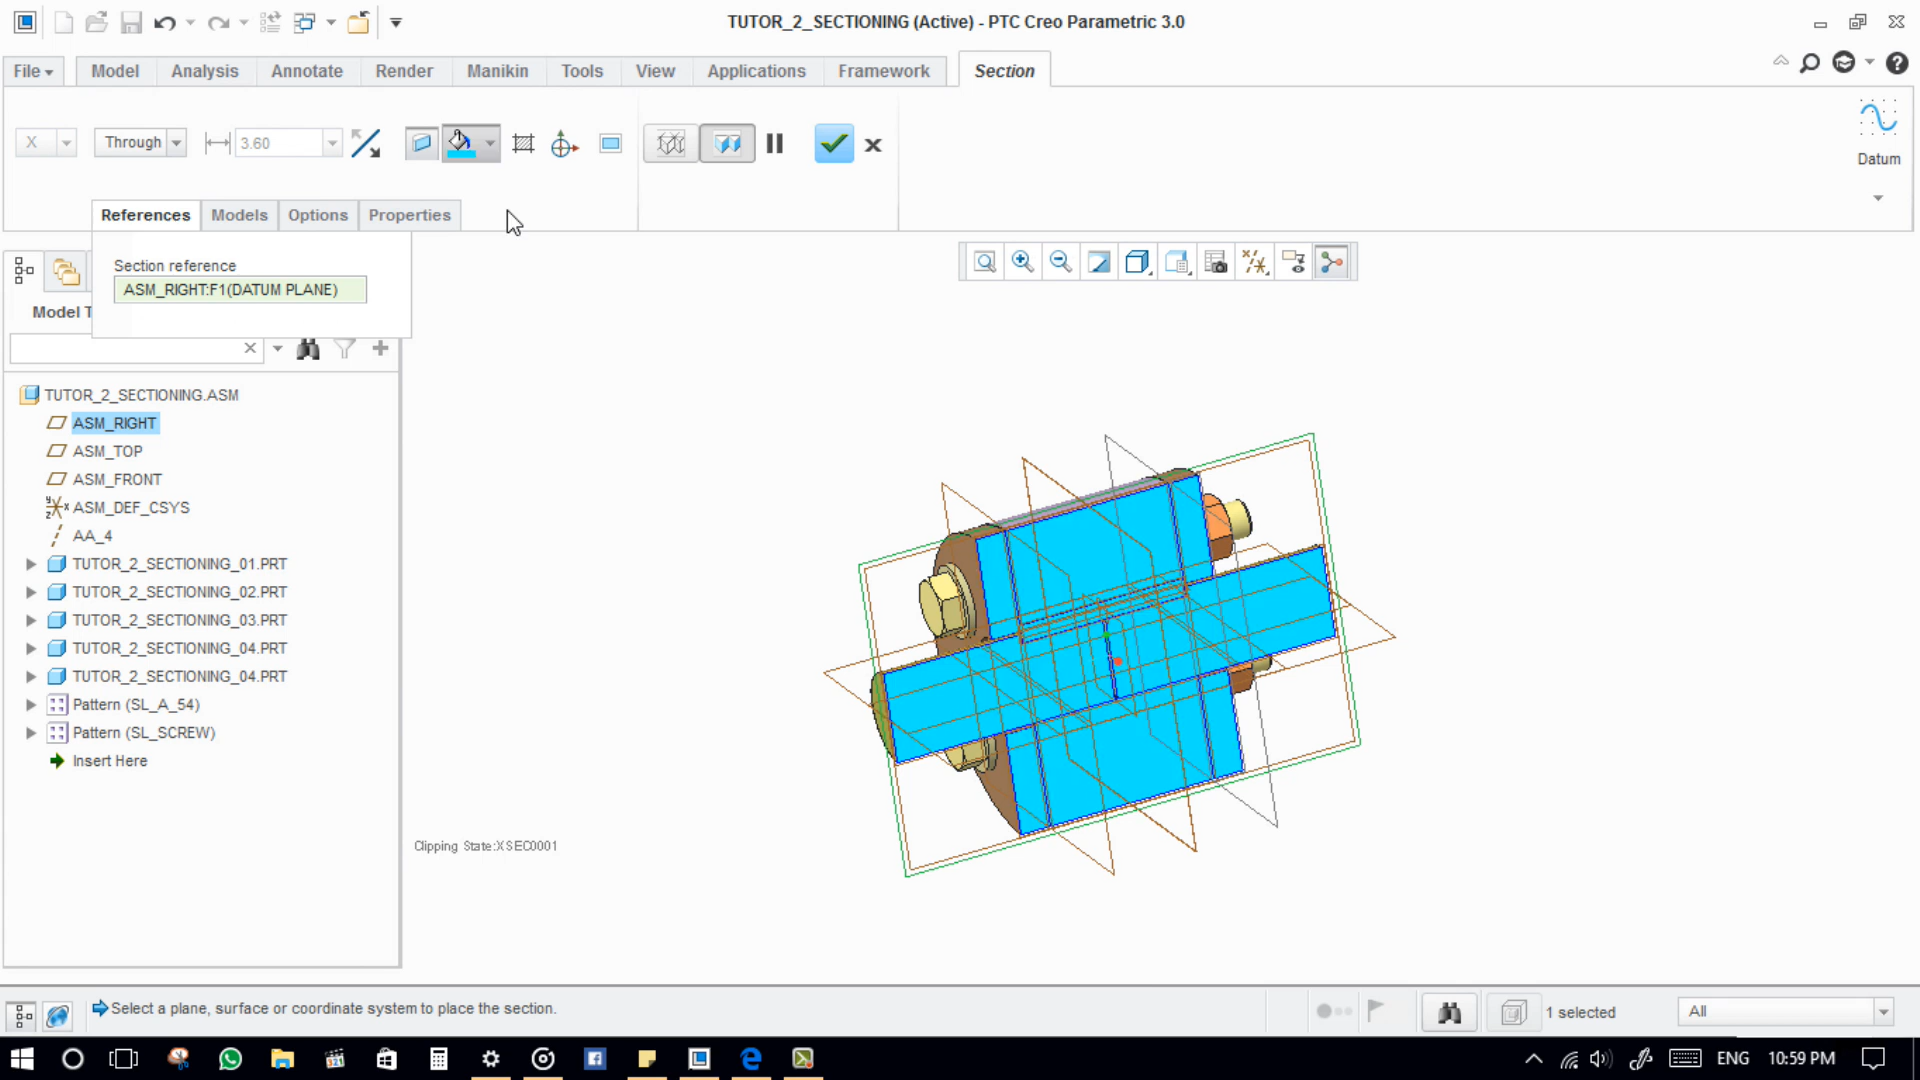 TUTOR_2_SECTIONING (Active) - PTC Creo Parametric 3.0
File Model Analysis Annotate Render Manikin Tools View Applications Framework Section
X Through 3.60
Datum
References Models Options Properties
Section reference
ASM_RIGHT:F1(DATUM PLANE)
Model T
TUTOR_2_SECTIONING.ASM
ASM_RIGHT
ASM_TOP
ASM_FRONT
ASM_DEF_CSYS
AA_4
TUTOR_2_SECTIONING_01.PRT
TUTOR_2_SECTIONING_02.PRT
TUTOR_2_SECTIONING_03.PRT
TUTOR_2_SECTIONING_04.PRT
TUTOR_2_SECTIONING_04.PRT
Pattern (SL_A_54)
Pattern (SL_SCREW)
Insert Here
Clipping State:XSEC0001
Select a plane, surface or coordinate system to place the section.
1 selected
All
ENG 10:59 PM